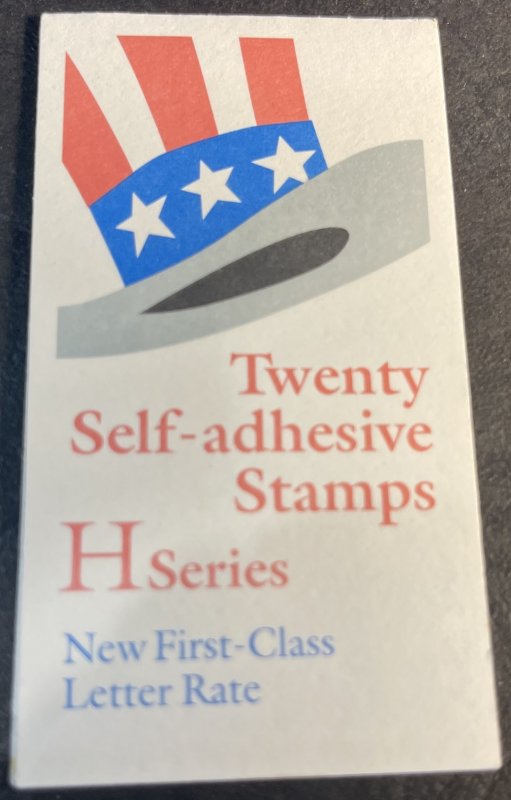 Twenty
Self-adhesive
Stamps
H Series
New First-Class
Letter Rate